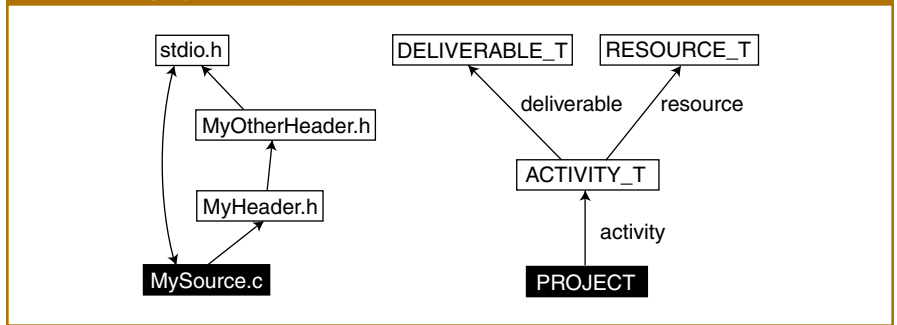 stdio.h
MyOtherHeader.h
MyHeader.h
MySource.c
DELIVERABLE_T
RESOURCE_T
deliverable
resource
ACTIVITY_T
activity
PROJECT